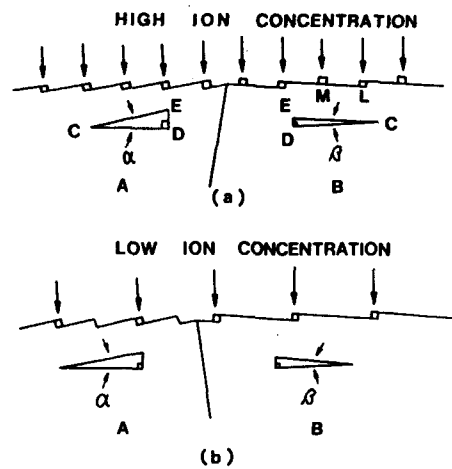 HIGH ION CONCENTRATION
E
E M L
C D D C
α β
A B
(a)
LOW ION CONCENTRATION
α β
A B
(b)